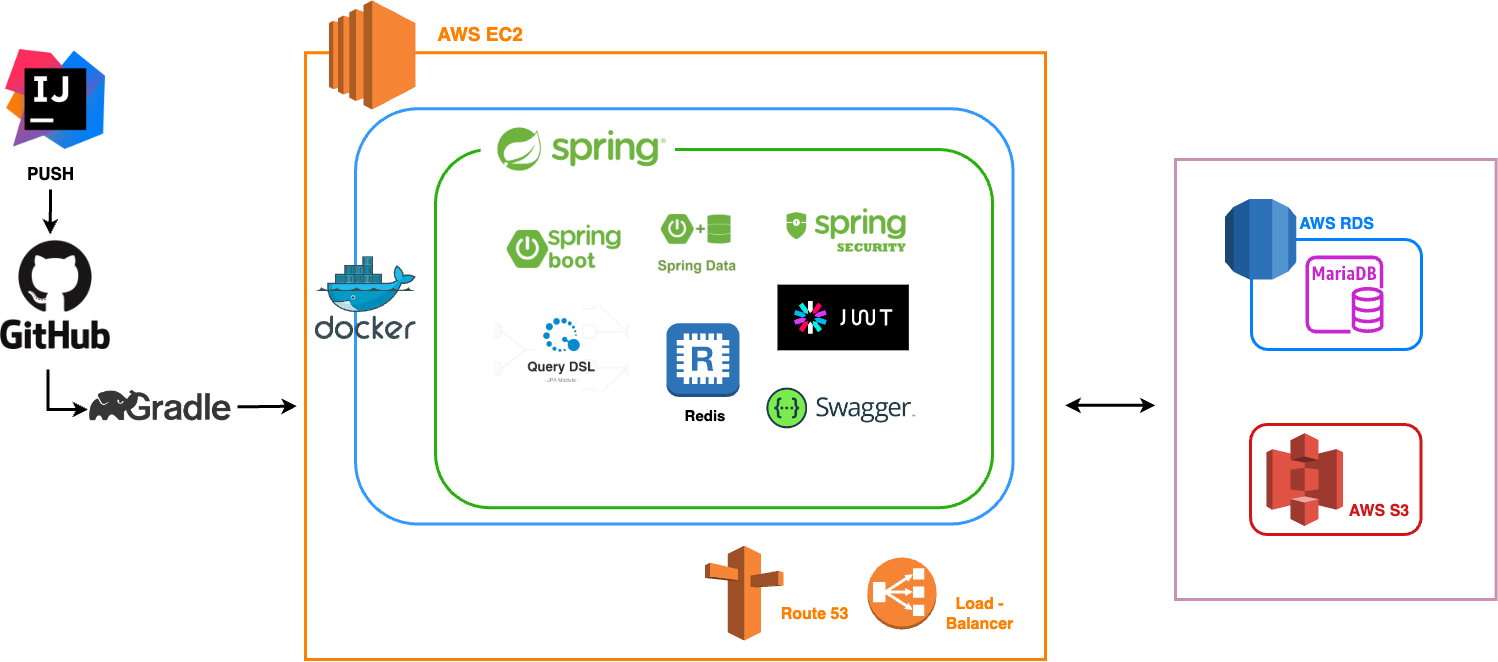 IJ
PUSH
GitHub
Gradle
AWS EC2
docker
spring
spring
boot
Spring Data
spring
SECURITY
Query DSL
- JPA Module -
R
Redis
JWT
Swagger
Route 53
Load -
Balancer
AWS RDS
MariaDB
AWS S3